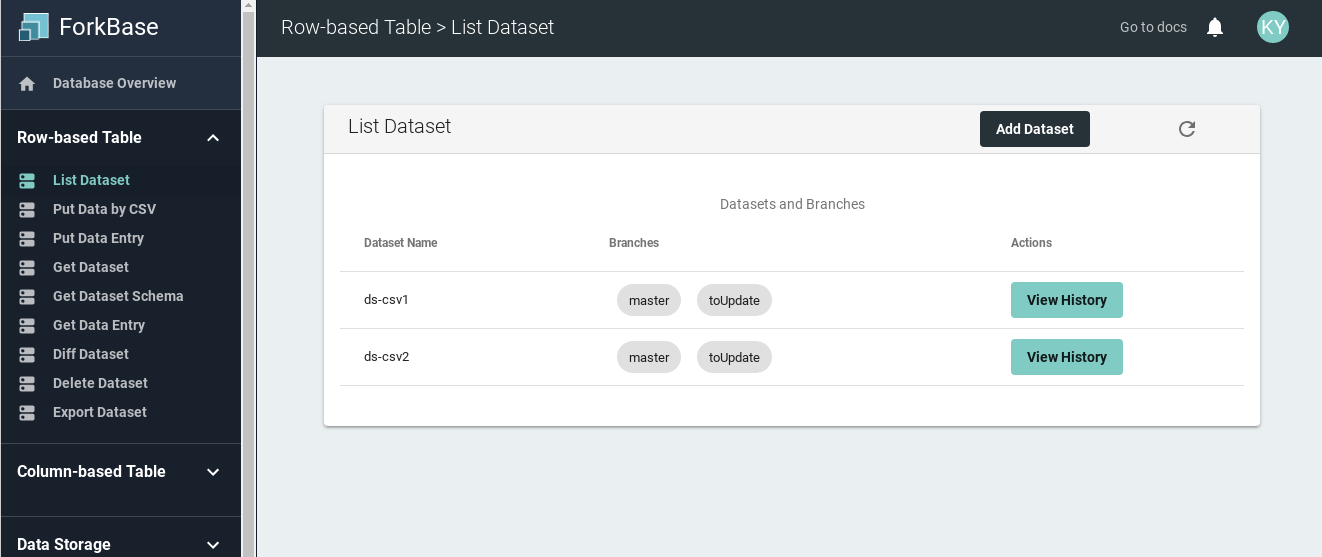 ForkBase
Row-based Table > List Dataset
Go to docs
KY
Database Overview
Row-based Table
List Dataset
Put Data by CSV
Put Data Entry
Get Dataset
Get Dataset Schema
Get Data Entry
Diff Dataset
Delete Dataset
Export Dataset
Column-based Table
Data Storage
List Dataset
Add Dataset
Datasets and Branches
Dataset Name Branches Actions
ds-csv1 master toUpdate View History
ds-csv2 master toUpdate View History